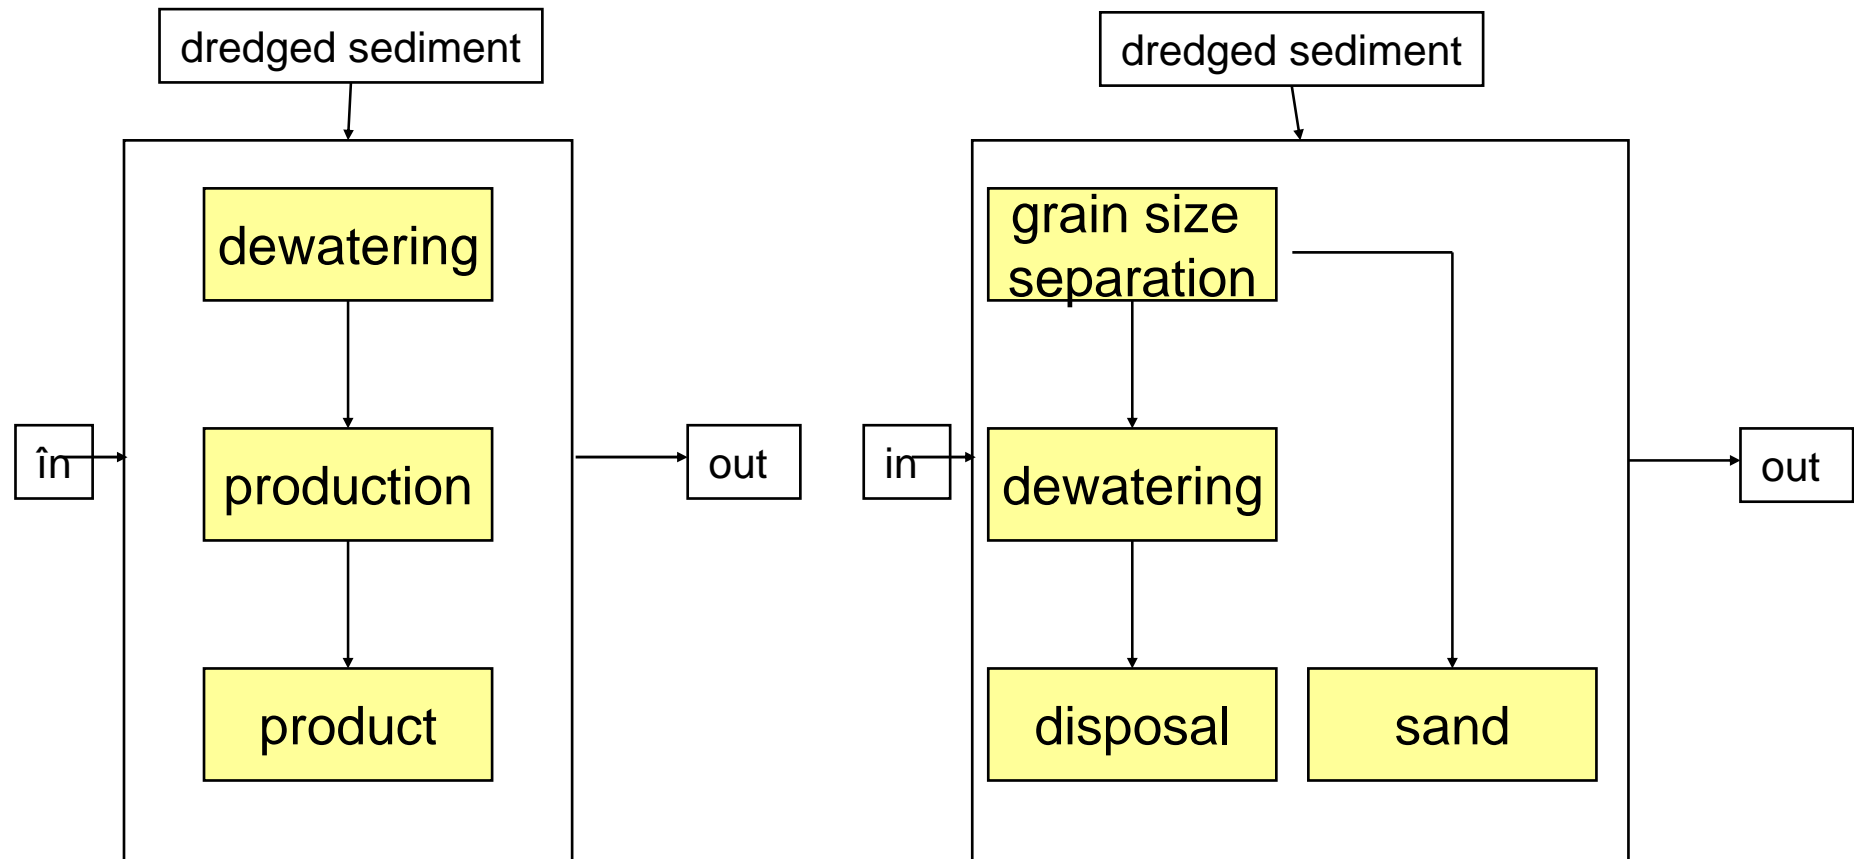 dredged sediment
dewatering
în
production
out
product
dredged sediment
grain size
separation
in
dewatering
out
disposal
sand